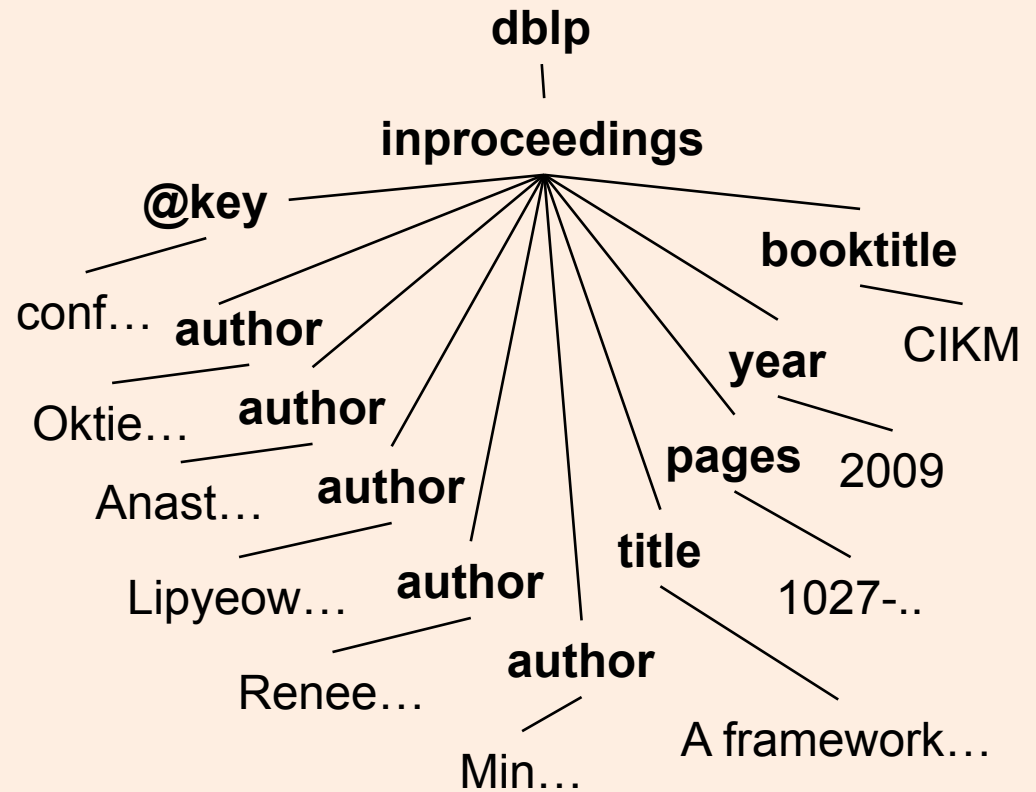 dblp
inproceedings
@key
booktitle
conf…
author
CIKM
year
Oktie…
author
pages
2009
Anast…
author
title
Lipyeow…
author
1027-..
Renee…
author
A framework…
Min…